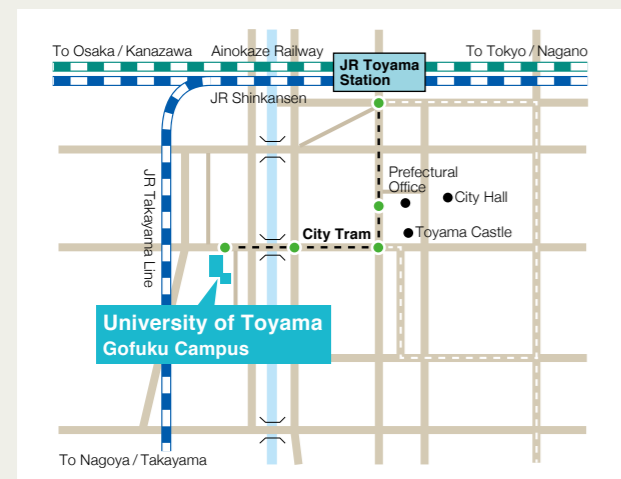 To Osaka / Kanazawa
Ainokaze Railway
JR Toyama
Station
To Tokyo / Nagano
JR Shinkansen
JR Takayama Line
Prefectural
Office
City Hall
City Tram
Toyama Castle
University of Toyama
Gofuku Campus
To Nagoya / Takayama